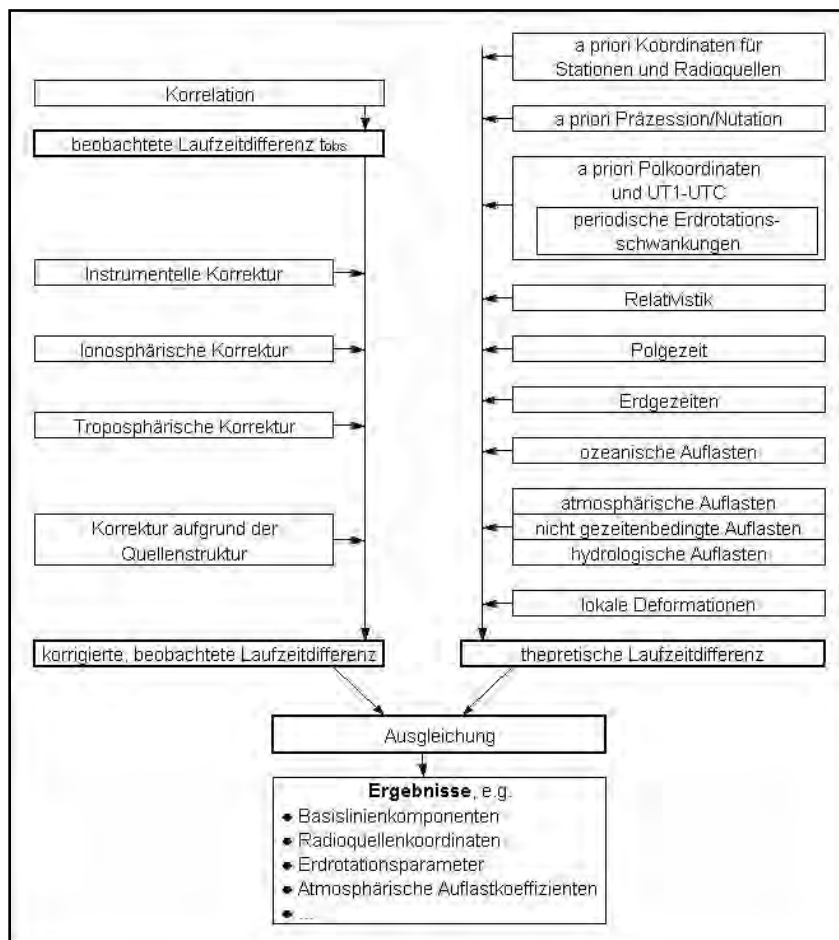 Korrelation
beobachtete Laufzeitdifferenz tobs
Instrumentelle Korrektur
Ionosphärische Korrektur
Troposphärische Korrektur
Korrektur aufgrund der
Quellenstruktur
korrigierte, beobachtete Laufzeitdifferenz
a priori Koordinaten für
Stationen und Radioquellen
a priori Präzession/Nutation
a priori Polkoordinaten
und UT1-UTC
periodische Erdrotations-
schwankungen
Relativistik
Polgezeit
Erdgezeiten
ozeanische Auflasten
atmosphärische Auflasten
nicht gezeitenbedingte Auflasten
hydrologische Auflasten
lokale Deformationen
theoretische Laufzeitdifferenz
Ausgleichung
Ergebnisse, e.g.
• Basislinienkomponenten
• Radioquellenkoordinaten
• Erdrotationsparameter
• Atmosphärische Auflastkoeffizienten
• ...